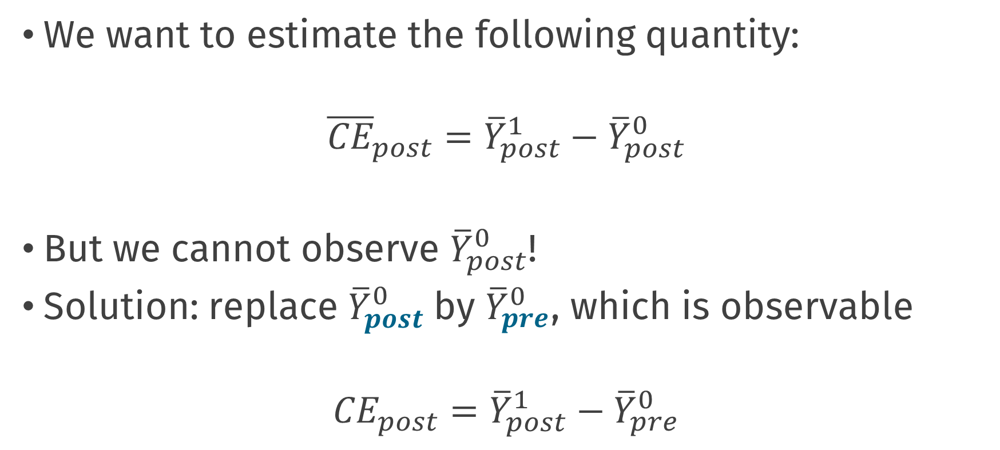 • We want to estimate the following quantity:
$\overline{CE}_{post} = \bar{Y}^1_{post} - \bar{Y}^0_{post}$
• But we cannot observe $\bar{Y}^0_{post}$!
• Solution: replace $\bar{Y}^0_{post}$ by $\bar{Y}^0_{pre}$, which is observable
$CE_{post} = \bar{Y}^1_{post} - \bar{Y}^0_{pre}$